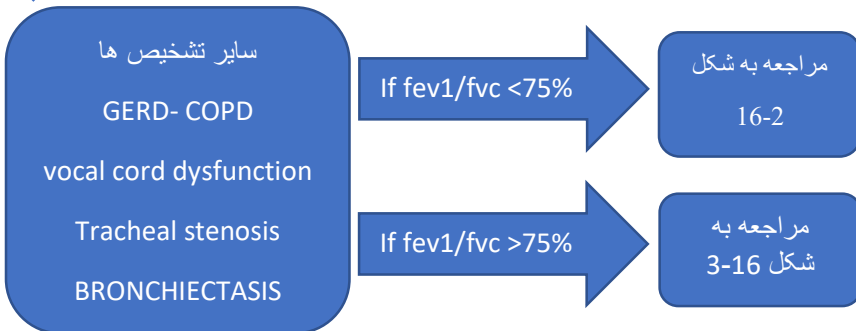 سایر تشخیص ها
GERD- COPD
vocal cord dysfunction
Tracheal stenosis
BRONCHIECTASIS
If fev1/fvc <75%
مراجعه به شکل
16-2
If fev1/fvc >75%
مراجعه به
شکل 16-3